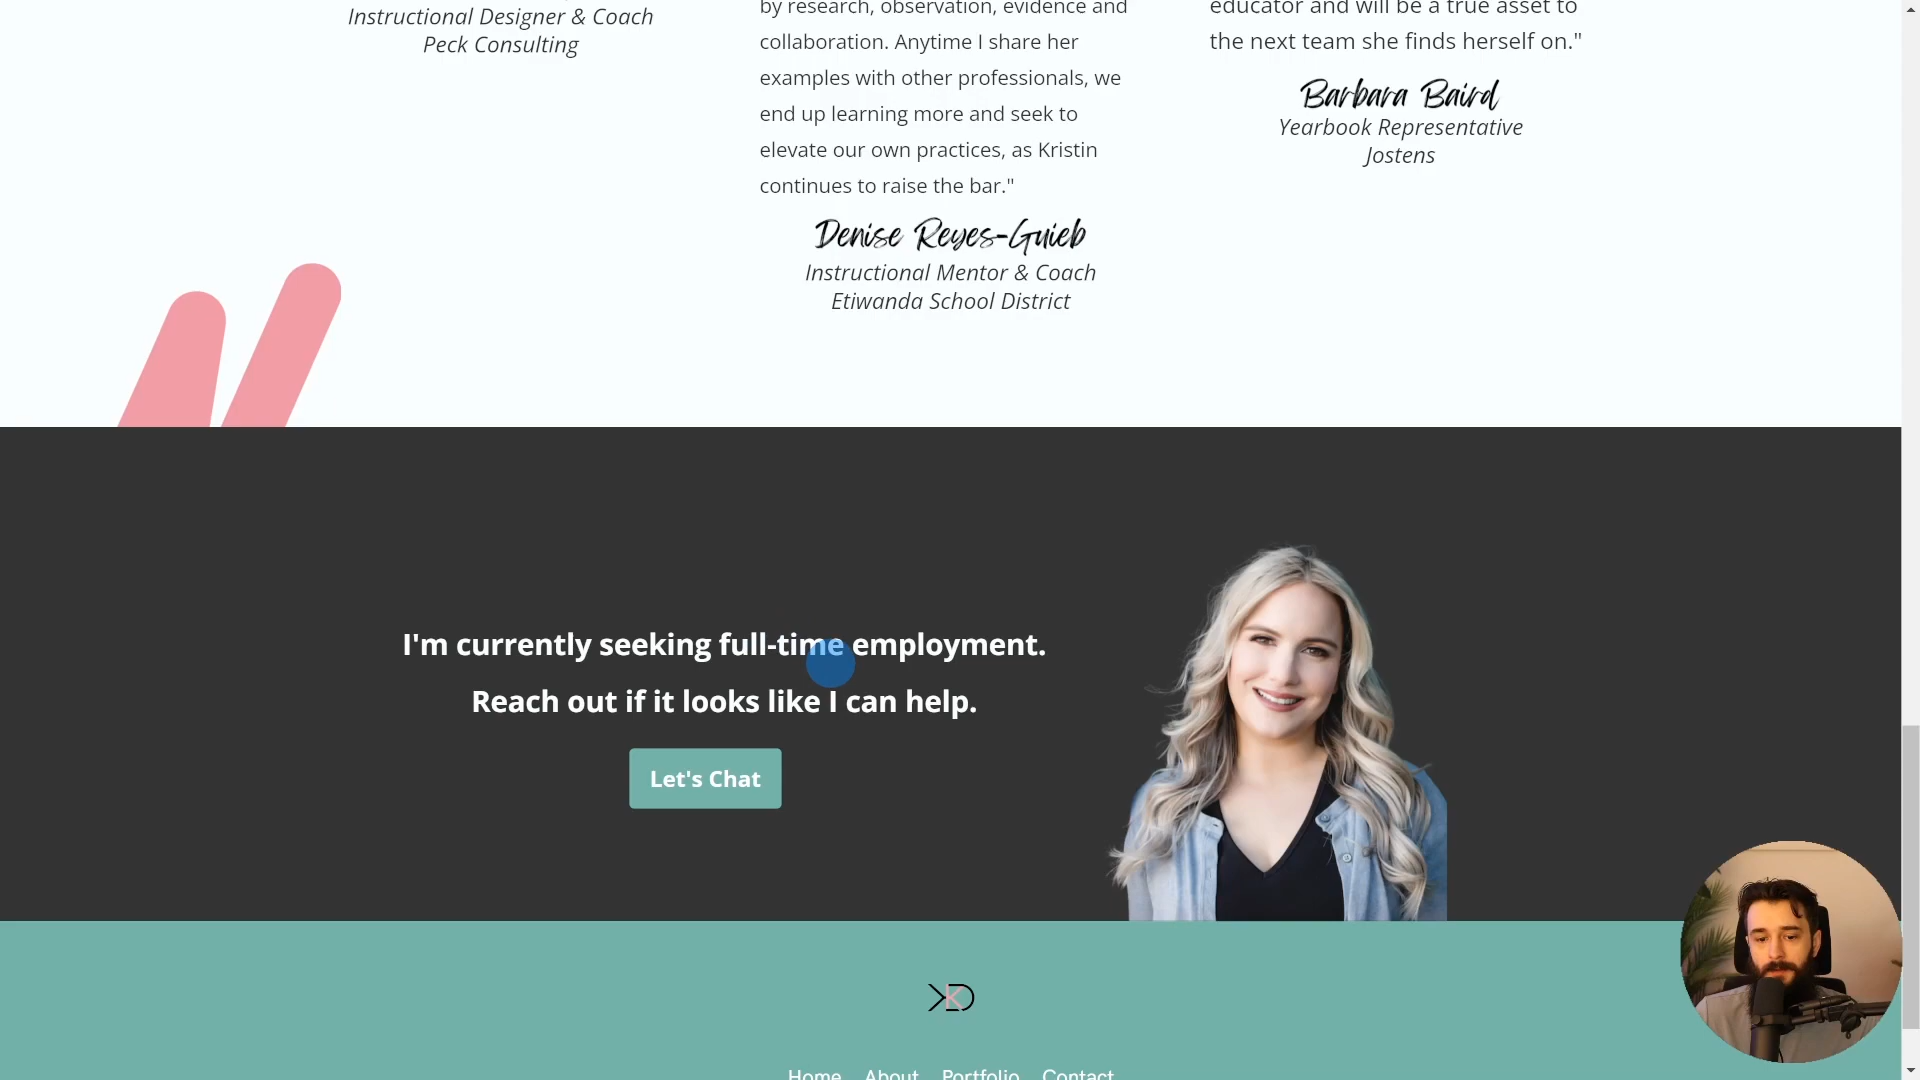 Instructional Designer & Coach
Peck Consulting
by research, observation, evidence and
collaboration. Anytime I share her
examples with other professionals, we
end up learning more and seek to
elevate our own practices, as Kristin
continues to raise the bar."
Denise Reyes-Guieb
Instructional Mentor & Coach
Etiwanda School District
educator and will be a true asset to
the next team she finds herself on."
Barbara Baird
Yearbook Representative
Jostens
I'm currently seeking full-time employment.
Reach out if it looks like I can help.
Let's Chat
Home About Portfolio Contact